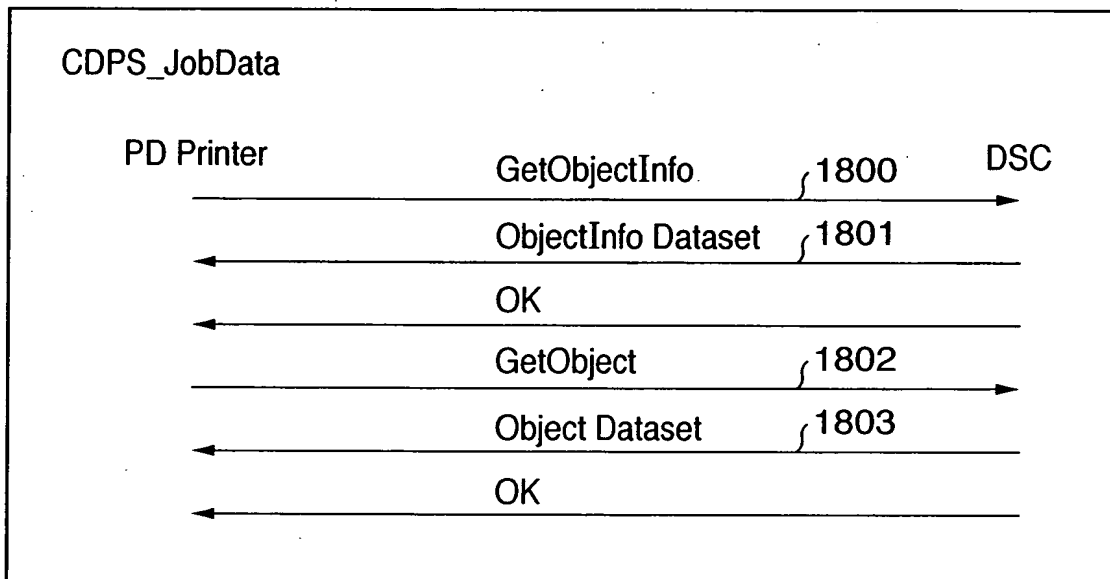 CDPS_JobData
PD Printer
DSC
GetObjectInfo 1800
ObjectInfo Dataset 1801
OK
GetObject 1802
Object Dataset 1803
OK